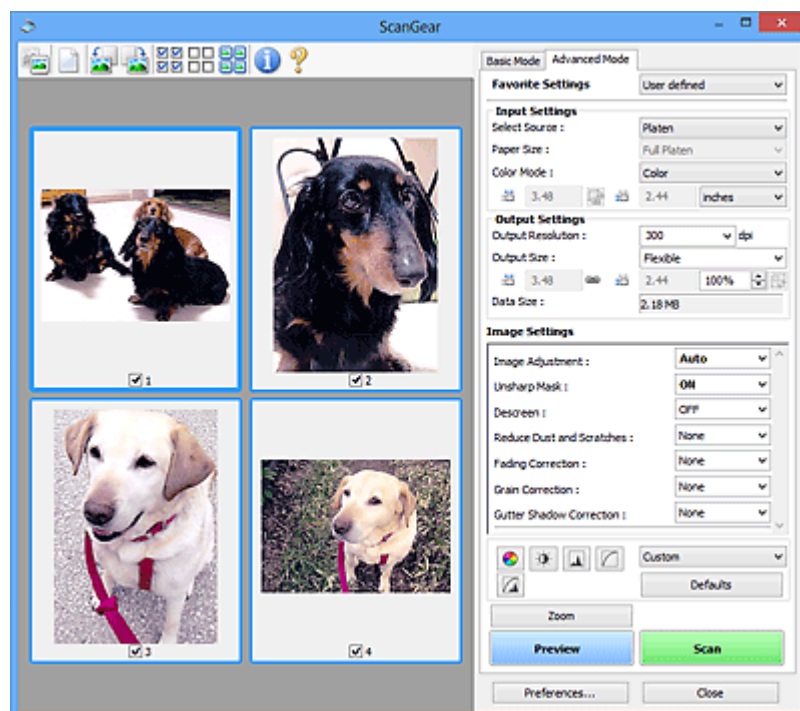 ScanGear
Basic Mode Advanced Mode
Favorite Settings User defined
Input Settings
Select Source : Platen
Paper Size : Full Platen
Color Mode : Color
3.48 2.44 inches
Output Settings
Output Resolution : 300 dpi
Output Size : Flexible
3.48 2.44 100%
Data Size : 2.18 MB
Image Settings
Image Adjustment : Auto
Unsharp Mask : ON
Descreen : OFF
Reduce Dust and Scratches : None
Fading Correction : None
Grain Correction : None
Gutter Shadow Correction : None
Custom
Defaults
Zoom
Preview Scan
Preferences... Close
1
2
3
4